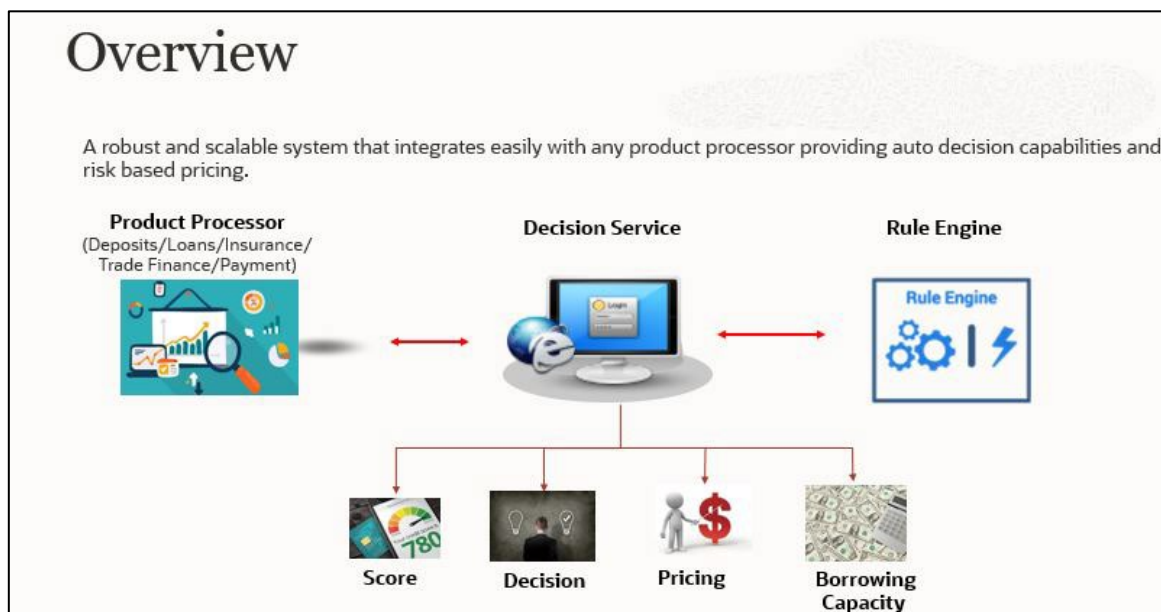 Overview
A robust and scalable system that integrates easily with any product processor providing auto decision capabilities and
risk based pricing.
Product Processor
(Deposits/Loans/Insurance/
Trade Finance/Payment)
Decision Service
Rule Engine
Login
Rule Engine
780
Score
Decision
Pricing
Borrowing
Capacity